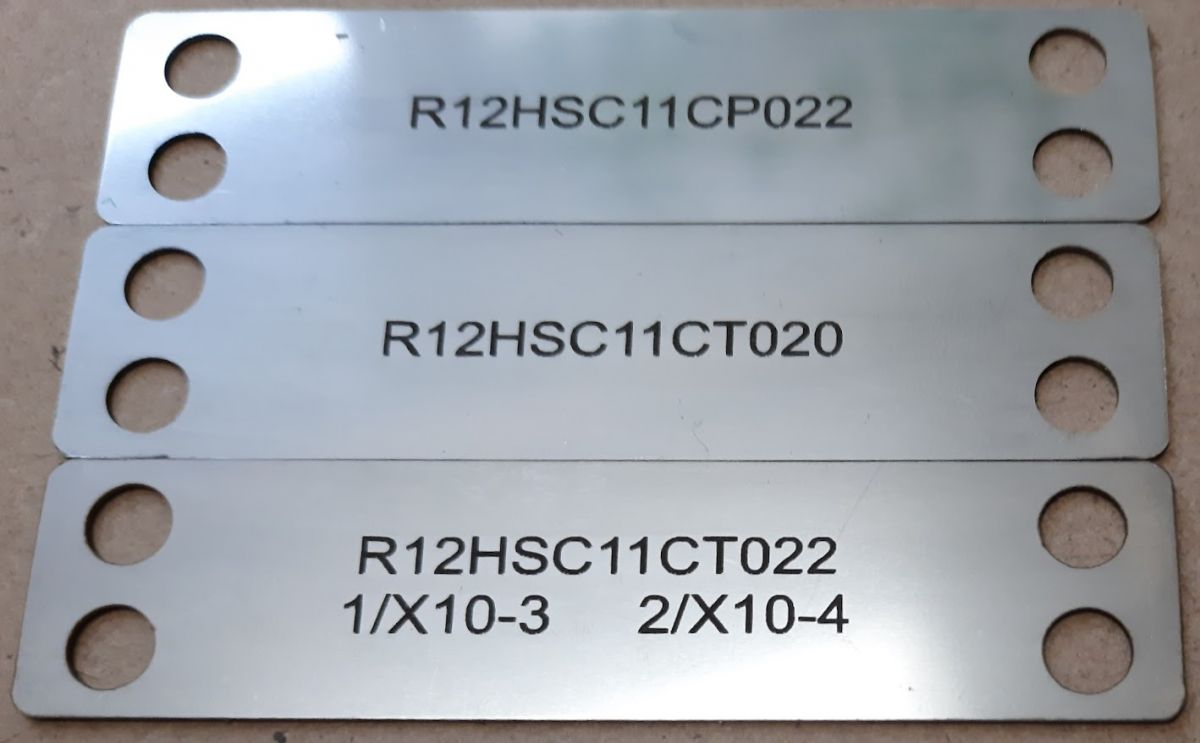 R12HSC11CP022
R12HSC11CT020
R12HSC11CT022
1/X10-3 2/X10-4